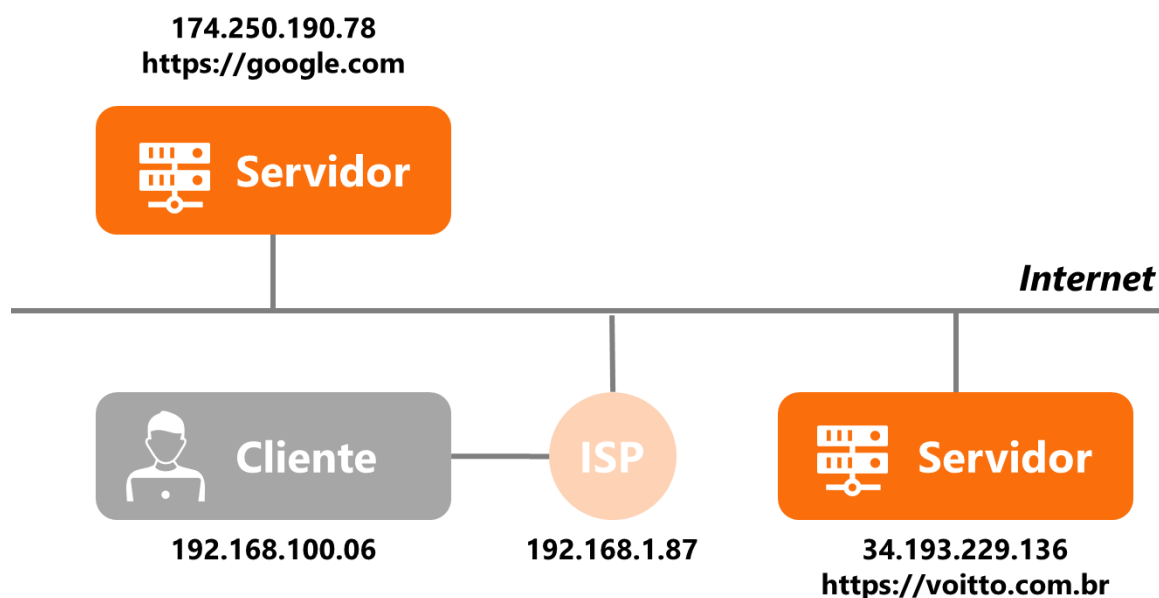 174.250.190.78
https://google.com
Servidor
Internet
Cliente
ISP
Servidor
192.168.100.06
192.168.1.87
34.193.229.136
https://voitto.com.br